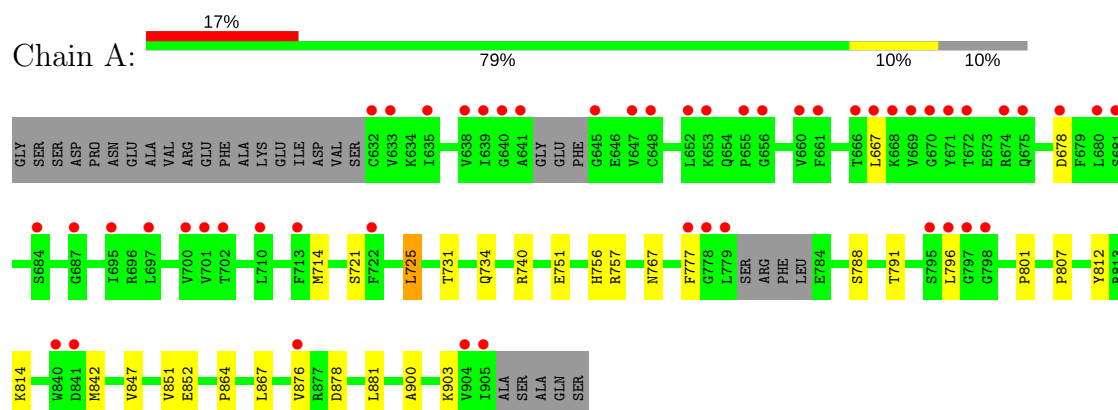 17%
Chain A:
79%
10%
10%
GLY SER SER ASP PRO ASN GLU ALA VAL ARG GLU PHE ALA LYS GLU ILE ASP VAL SER C632 V633 K634 I635 V638 I639 G640 A641 GLY GLU PHE G645 E646 V647 C648 L652 K653 Q654 P655 G656 V660 F661 T666 L667 K668 V669 G670 Y671 T672 E673 R674 Q675 D678 F679 L680 S681
S684 G687 I695 R696 L697 V700 V701 T702 L710 F713 M714 S721 F722 L725 T731 Q734 R740 E751 H756 R757 N767 F777 G778 L779 SER ARG PHE LEU E784 S788 T791 S795 L796 G797 G798 P801 P807 Y812 R813
K814 W840 D841 M842 V847 V851 E852 P864 L867 V876 R877 D878 L881 A900 K903 V904 I905 ALA SER ALA GLN SER